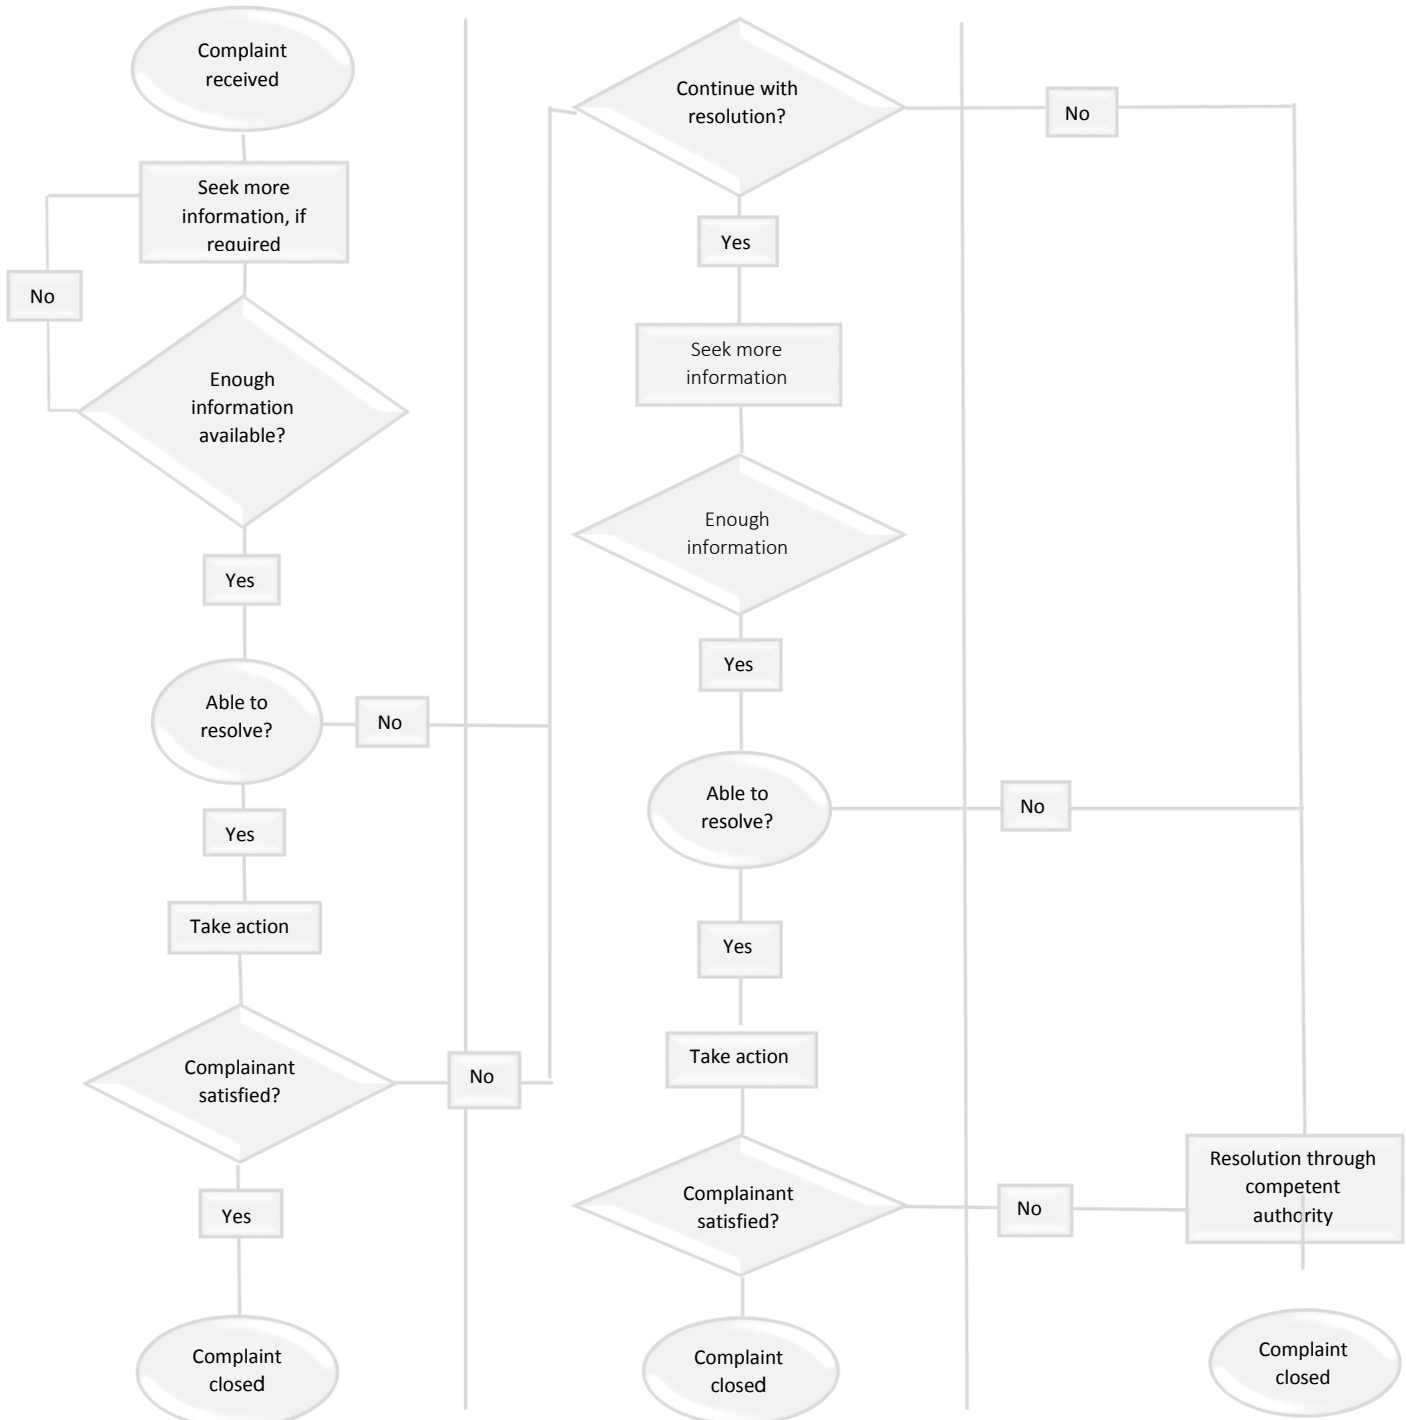 Complaint
received
Seek more
information, if
required
No
Enough
information
available?
Yes
Able to
resolve?
No
Yes
Take action
Complainant
satisfied?
No
Yes
Complaint
closed
Continue with
resolution?
No
Yes
Seek more
information
Enough
information
Yes
Able to
resolve?
No
Yes
Take action
Complainant
satisfied?
No
Complaint
closed
Resolution through
competent
authority
Complaint
closed